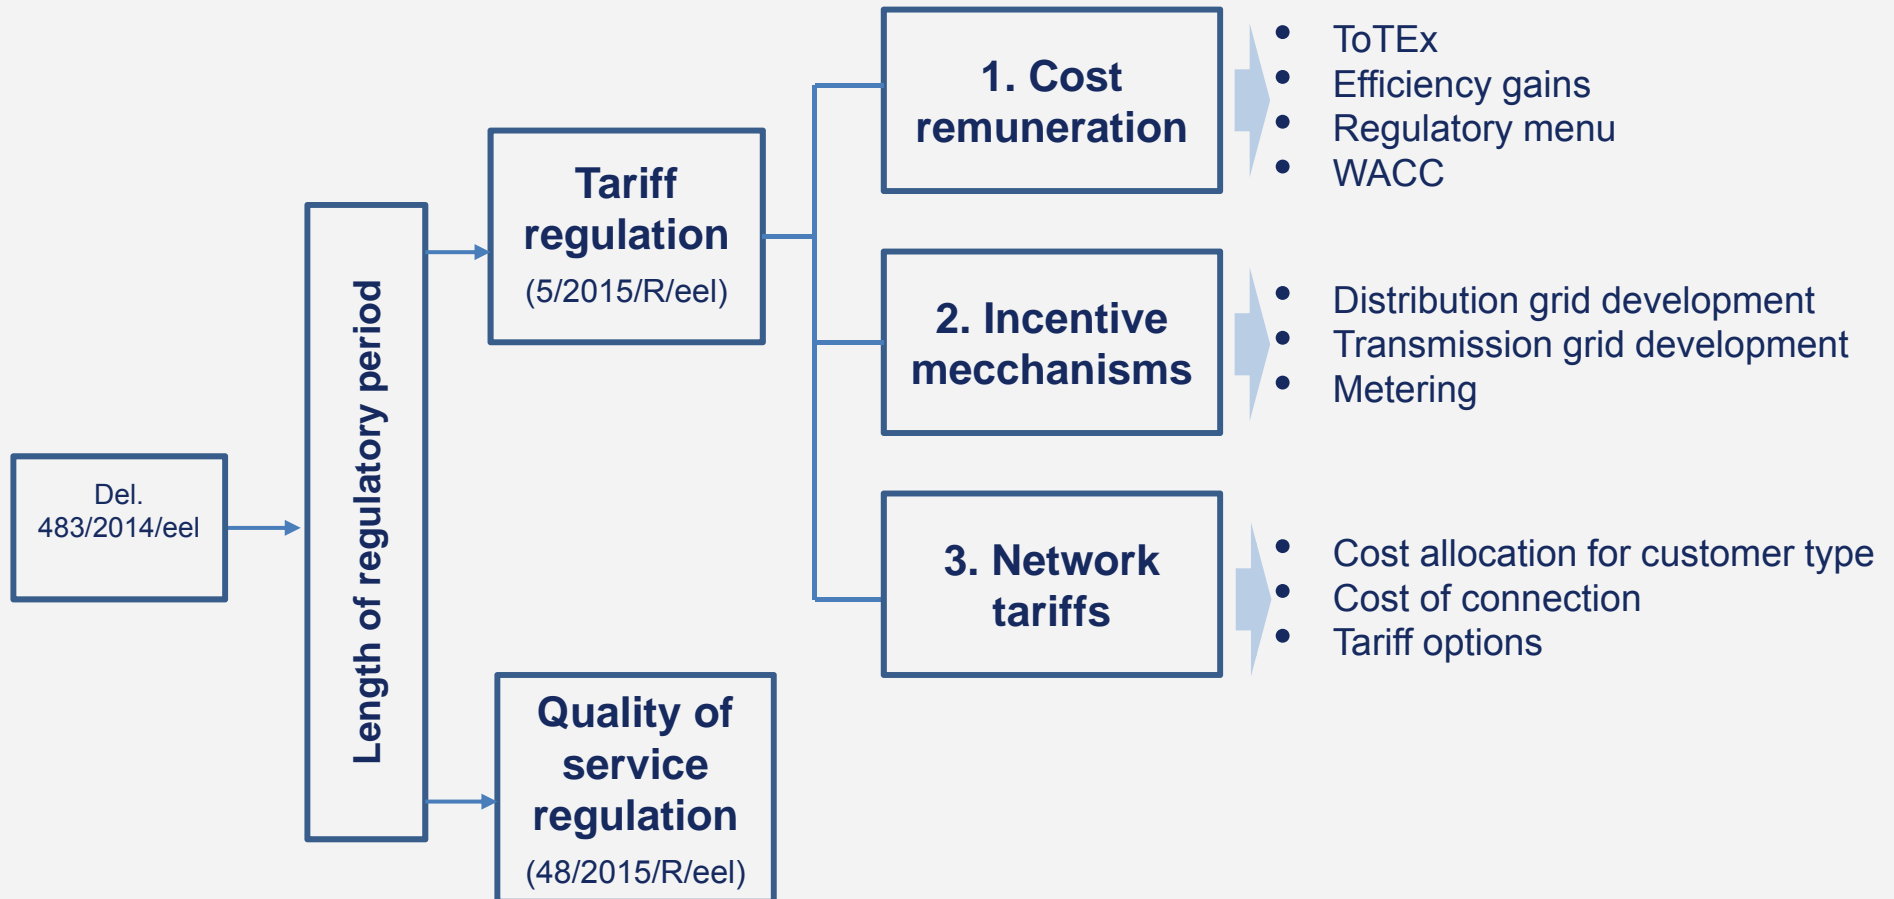 Del.
483/2014/eel
Length of regulatory period
Tariff
regulation
(5/2015/R/eel)
Quality of
service
regulation
(48/2015/R/eel)
1. Cost
remuneration
• ToTEx
• Efficiency gains
• Regulatory menu
• WACC
2. Incentive
mecchanisms
• Distribution grid development
• Transmission grid development
• Metering
3. Network
tariffs
• Cost allocation for customer type
• Cost of connection
• Tariff options